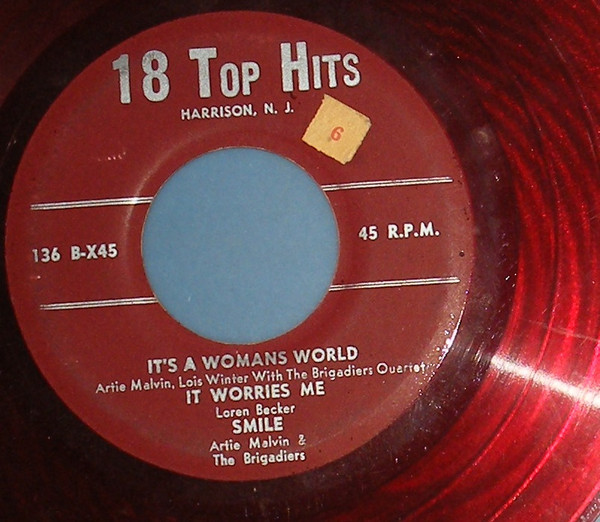 18 Top Hits
HARRISON, N. J.
6
136 B-X45
45 R.P.M.
IT'S A WOMANS WORLD
Artie Malvin, Lois Winter With The Brigadiers Quartet
IT WORRIES ME
Loren Becker
SMILE
Artie Malvin &
The Brigadiers